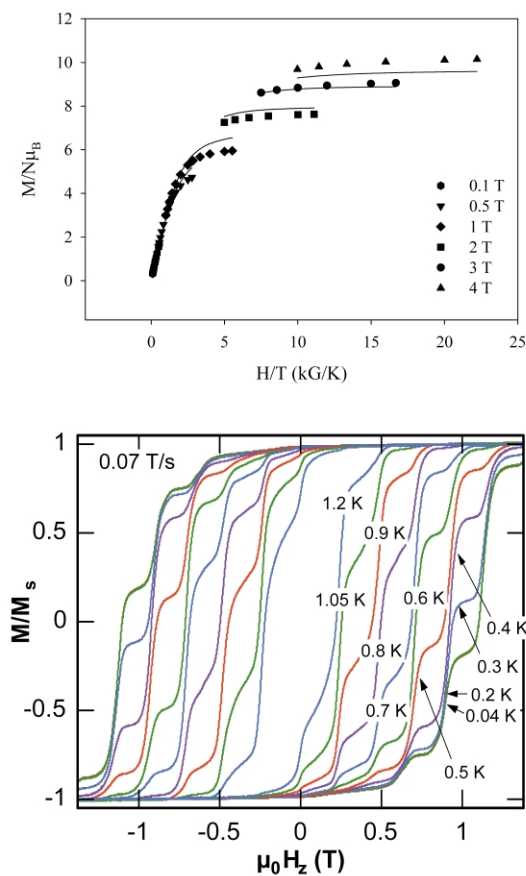 12
10
8
6
4
2
0
M/Nμ_B
0.1 T
0.5 T
1 T
2 T
3 T
4 T
0 5 10 15 20 25
H/T (kG/K)
1
0.5
0
-0.5
-1
M/M_s
0.07 T/s
1.2 K
0.9 K
1.05 K
0.6 K
0.8 K
0.4 K
0.3 K
0.7 K
0.2 K
0.04 K
0.5 K
-1 -0.5 0 0.5 1
μ₀H_z (T)